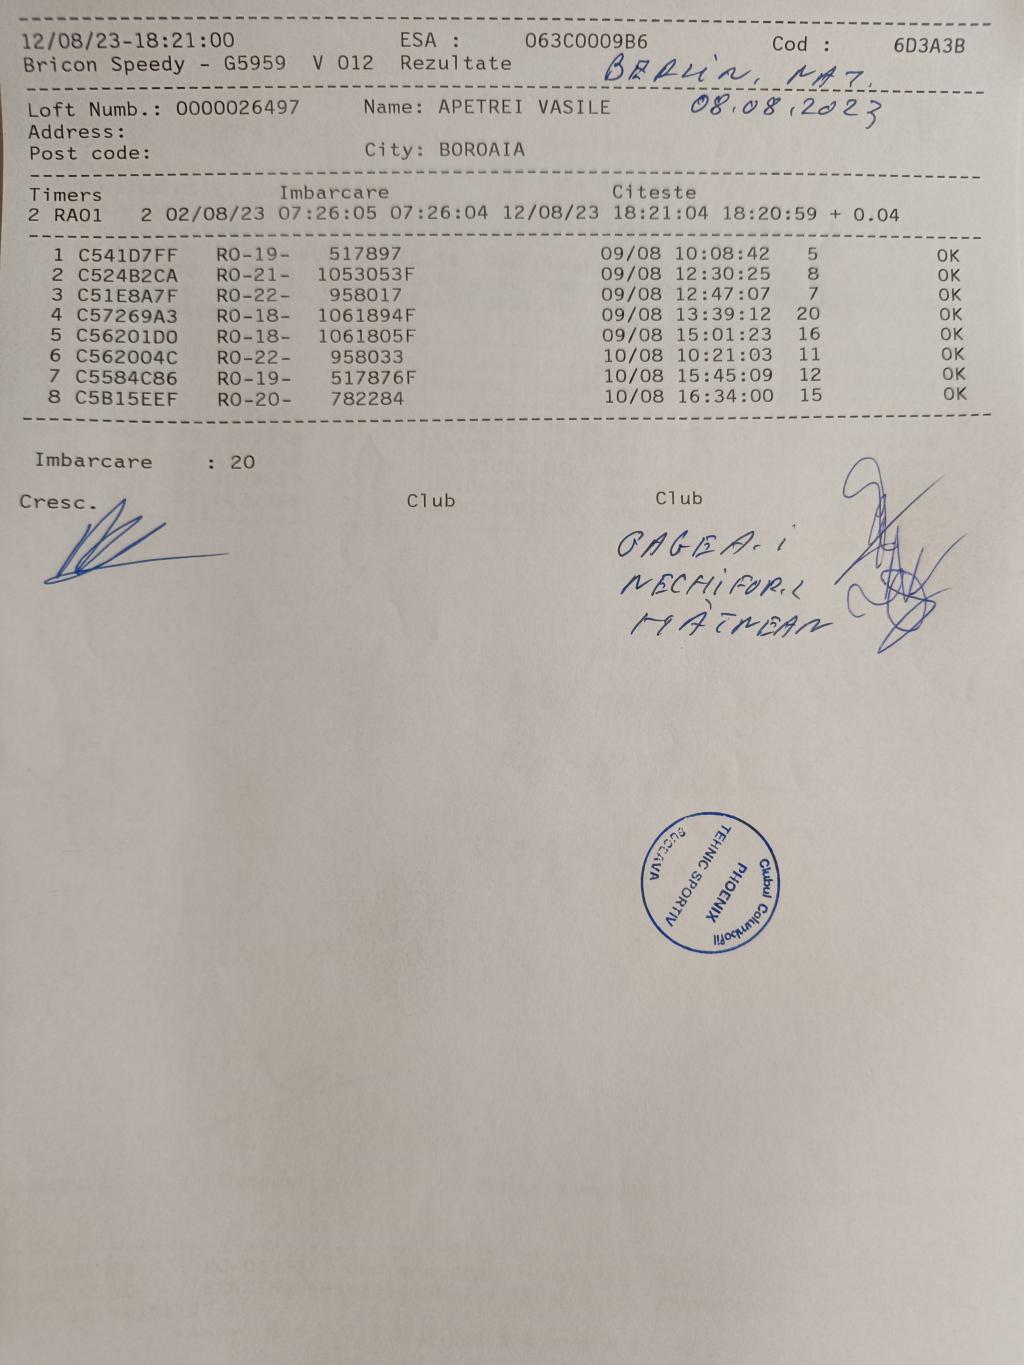 12/08/23-18:21:00 ESA : 063C0009B6 Cod : 6D3A3B
Bricon Speedy - G5959 V 012 Rezultate
BERLiN. NAT.
Loft Numb.: 0000026497 Name: APETREI VASILE 08.08.2023
Address:
Post code: City: BOROAIA
Timers Imbarcare Citeste
2 RA01 2 02/08/23 07:26:05 07:26:04 12/08/23 18:21:04 18:20:59 + 0.04
1 C541D7FF RO-19- 517897 09/08 10:08:42 5 OK
2 C524B2CA RO-21- 1053053F 09/08 12:30:25 8 OK
3 C51E8A7F RO-22- 958017 09/08 12:47:07 7 OK
4 C57269A3 RO-18- 1061894F 09/08 13:39:12 20 OK
5 C56201D0 RO-18- 1061805F 09/08 15:01:23 16 OK
6 C562004C RO-22- 958033 10/08 10:21:03 11 OK
7 C5584C86 RO-19- 517876F 10/08 15:45:09 12 OK
8 C5B15EEF RO-20- 782284 10/08 16:34:00 15 OK
Imbarcare : 20
Cresc. Club Club
GAGEA. i
NECHiFOR.
Clubul Columbofil
PHOENIX
TEHNIC SPORTIV
SUCEAVA